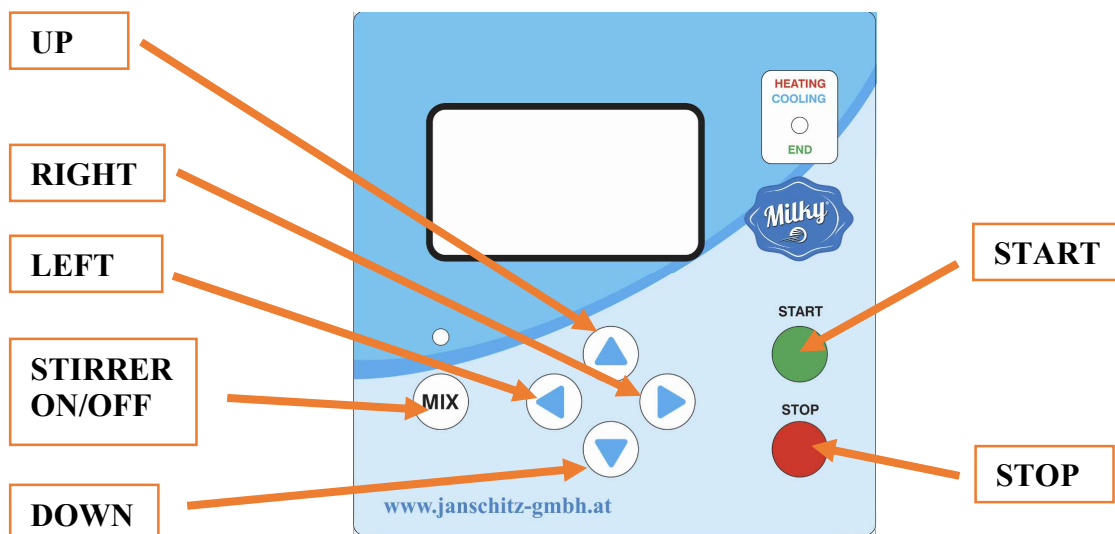 UP
RIGHT
LEFT
STIRRER
ON/OFF
DOWN
HEATING
COOLING
END
Milky®
START
STOP
MIX
www.janschitz-gmbh.at
START
STOP